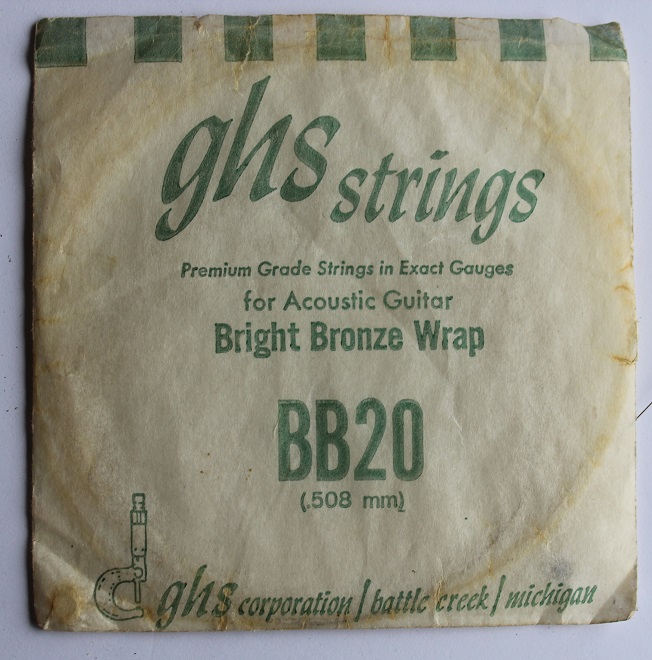 ghs strings
Premium Grade Strings in Exact Gauges
for Acoustic Guitar
Bright Bronze Wrap
BB20
(.508 mm)
ghs corporation / battle creek / michigan